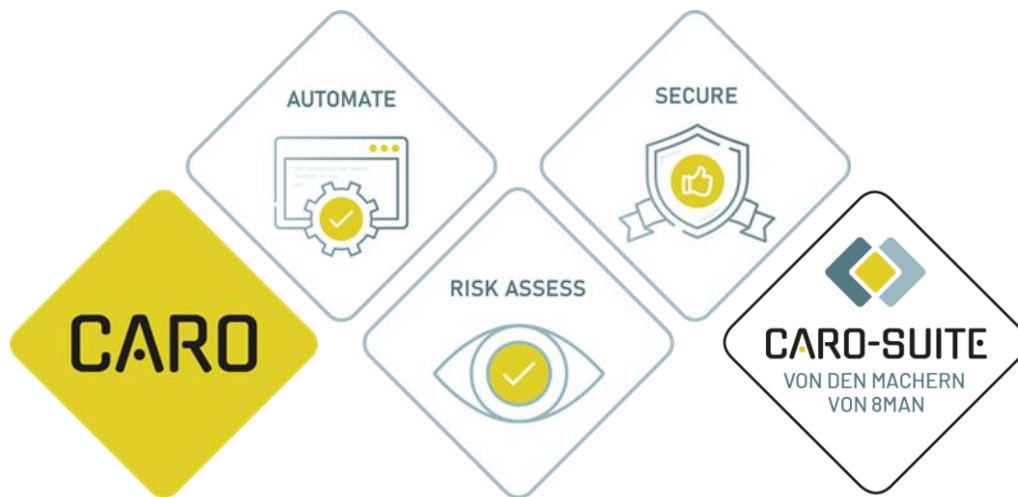 AUTOMATE
SECURE
RISK ASSESS
CARO
CARO-SUITE
VON DEN MACHERN
VON 8MAN